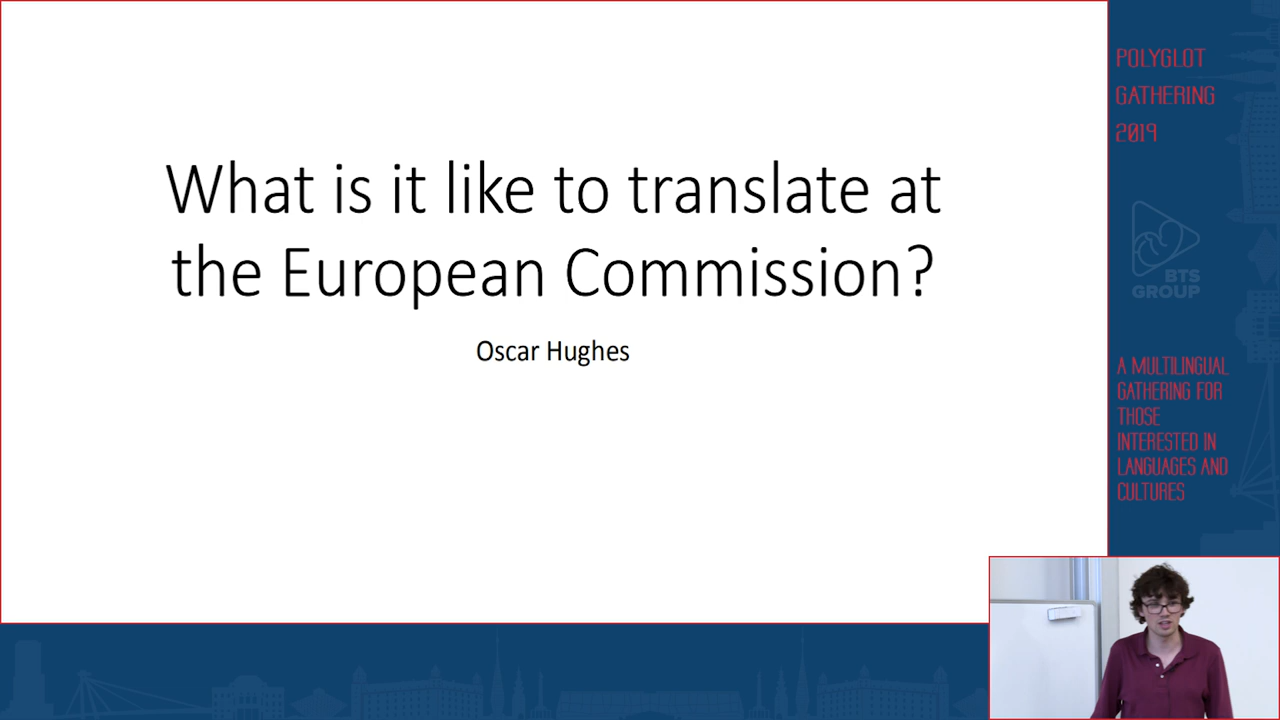 What is it like to translate at
the European Commission?
Oscar Hughes
POLYGLOT
GATHERING
2019
BTS
GROUP
A MULTILINGUAL
GATHERING FOR
THOSE
INTERESTED IN
LANGUAGES AND
CULTURES